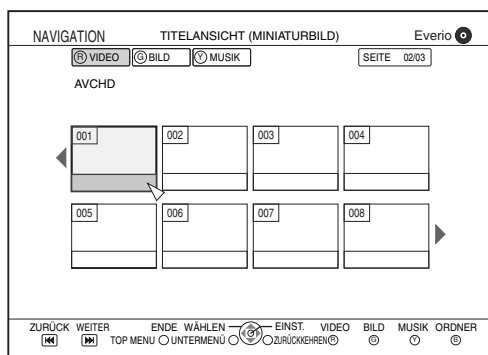 NAVIGATION TITELANSICHT (MINIATURBILD) Everio
R VIDEO G BILD Y MUSIK SEITE 02/03
AVCHD
001 002 003 004
005 006 007 008
ZURÜCK WEITER ENDE WÄHLEN EINST. VIDEO BILD MUSIK ORDNER
TOP MENU UNTERMENÛ ZURÜCKKEHREN R G Y B